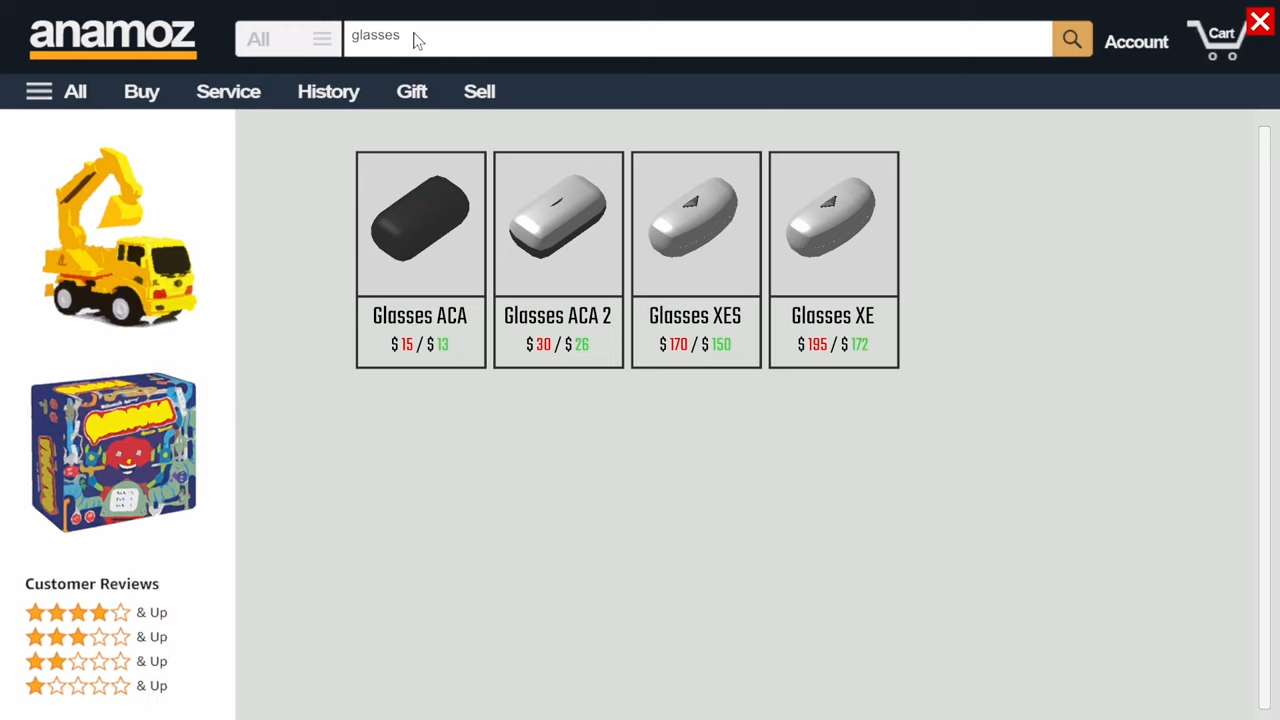 anamoz
All
glasses
Account
Cart
All
Buy
Service
History
Gift
Sell
Glasses ACA
$ 15 / $ 13
Glasses ACA 2
$ 30 / $ 26
Glasses XES
$ 170 / $ 150
Glasses XE
$ 195 / $ 172
Customer Reviews
& Up
& Up
& Up
& Up